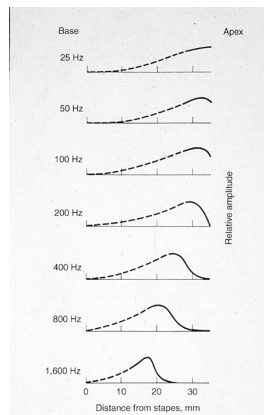 Base Apex
25 Hz
50 Hz
100 Hz
200 Hz
400 Hz
800 Hz
1,600 Hz
Relative amplitude
0 10 20 30
Distance from stapes, mm